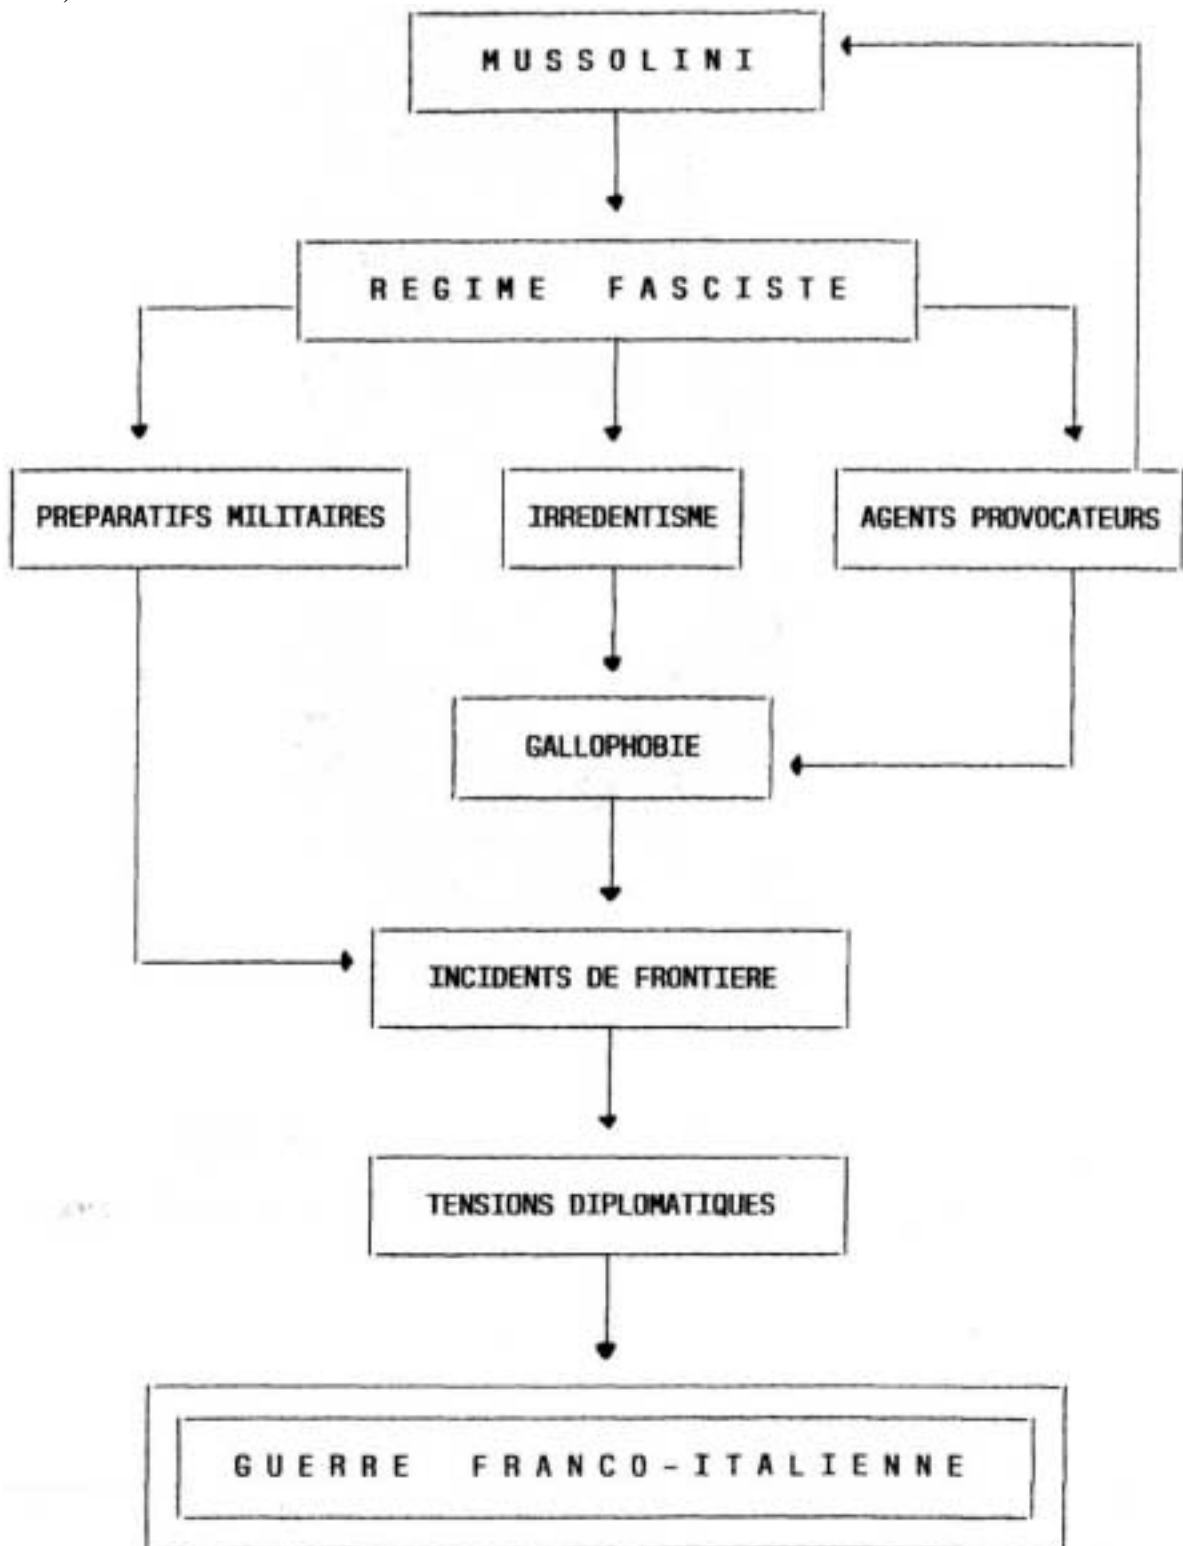 MUSSOLINI
REGIME FASCISTE
PREPARATIFS MILITAIRES
IRREDENTISME
AGENTS PROVOCATEURS
GALLOPHOBIE
INCIDENTS DE FRONTIERE
TENSIONS DIPLOMATIQUES
GUERRE FRANCO-ITALIENNE